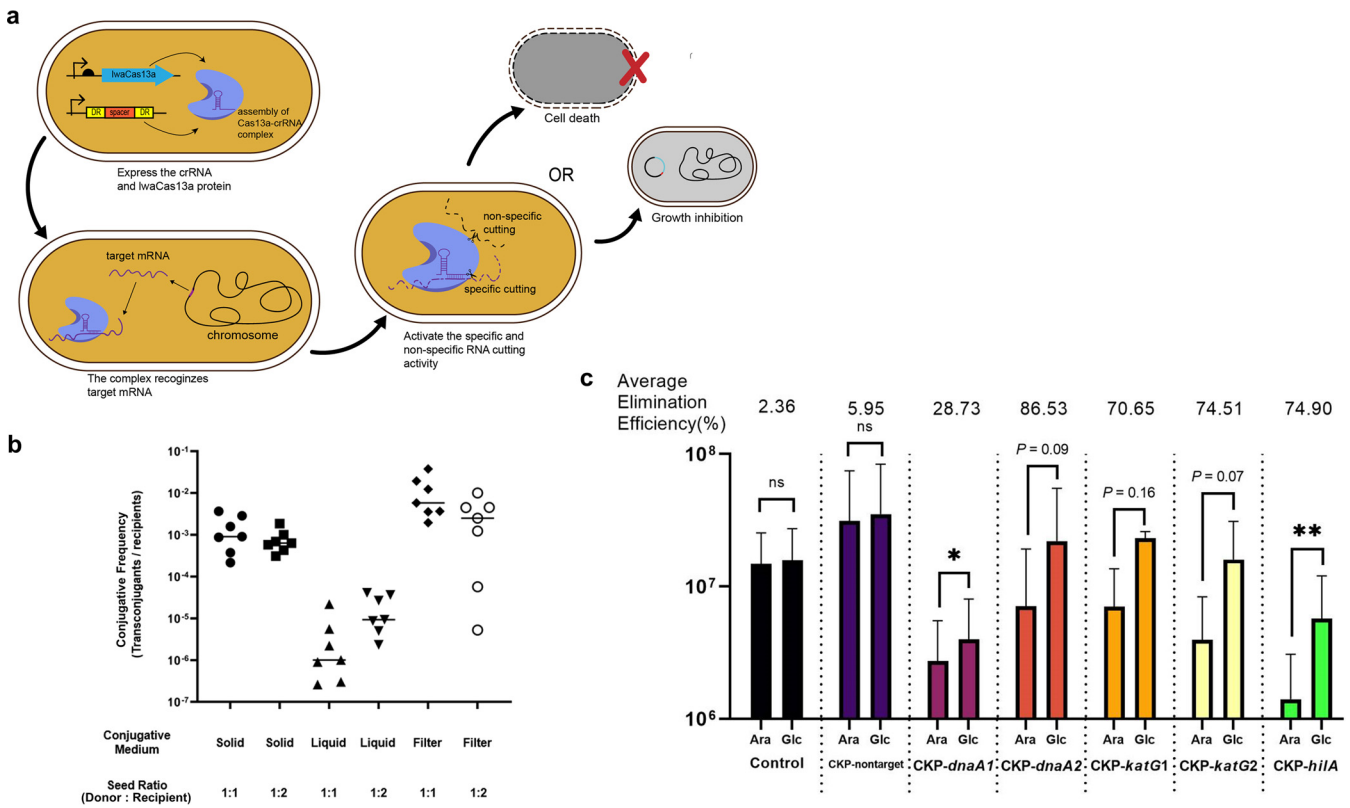 a
lwaCas13a
DR spacer DR
assembly of
Cas13a-crRNA
complex
Express the crRNA
and lwaCas13a protein
target mRNA
chromosome
The complex recoginzes
target mRNA
non-specific
cutting
specific cutting
Activate the specific and
non-specific RNA cutting
activity
Cell death
OR
Growth inhibition
b
Conjugative Frequency
(Transconjugants / recipients)
10-1
10-2
10-3
10-4
10-5
10-6
10-7
Conjugative
Medium
Solid Solid Liquid Liquid Filter Filter
Seed Ratio
(Donor : Recipient)
1:1 1:2 1:1 1:2 1:1 1:2
c
Average
Elimination
Efficiency(%)
2.36 5.95 28.73 86.53 70.65 74.51 74.90
ns ns * P = 0.09 P = 0.16 P = 0.07 **
10^8
10^7
10^6
Ara Glc Ara Glc Ara Glc Ara Glc Ara Glc Ara Glc Ara Glc
Control CKP-nontarget CKP-dnaA1 CKP-dnaA2 CKP-katG1 CKP-katG2 CKP-hilA